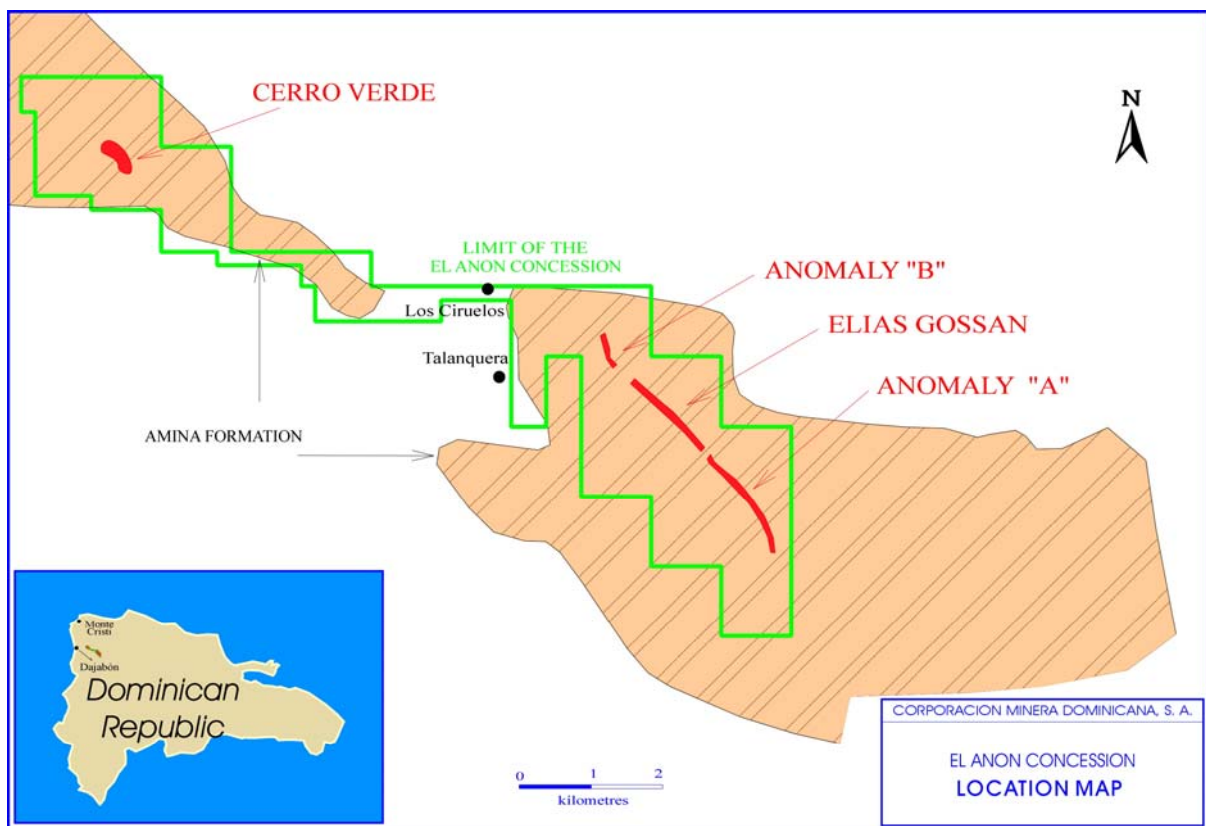 CERRO VERDE
N
LIMIT OF THE
EL ANON CONCESSION
ANOMALY "B"
Los Ciruelos
ELIAS GOSSAN
Talanquera
ANOMALY "A"
AMINA FORMATION
Monte
Cristi
Dajabón
Dominican
Republic
0 1 2
kilometres
CORPORACION MINERA DOMINICANA, S. A.
EL ANON CONCESSION
LOCATION MAP